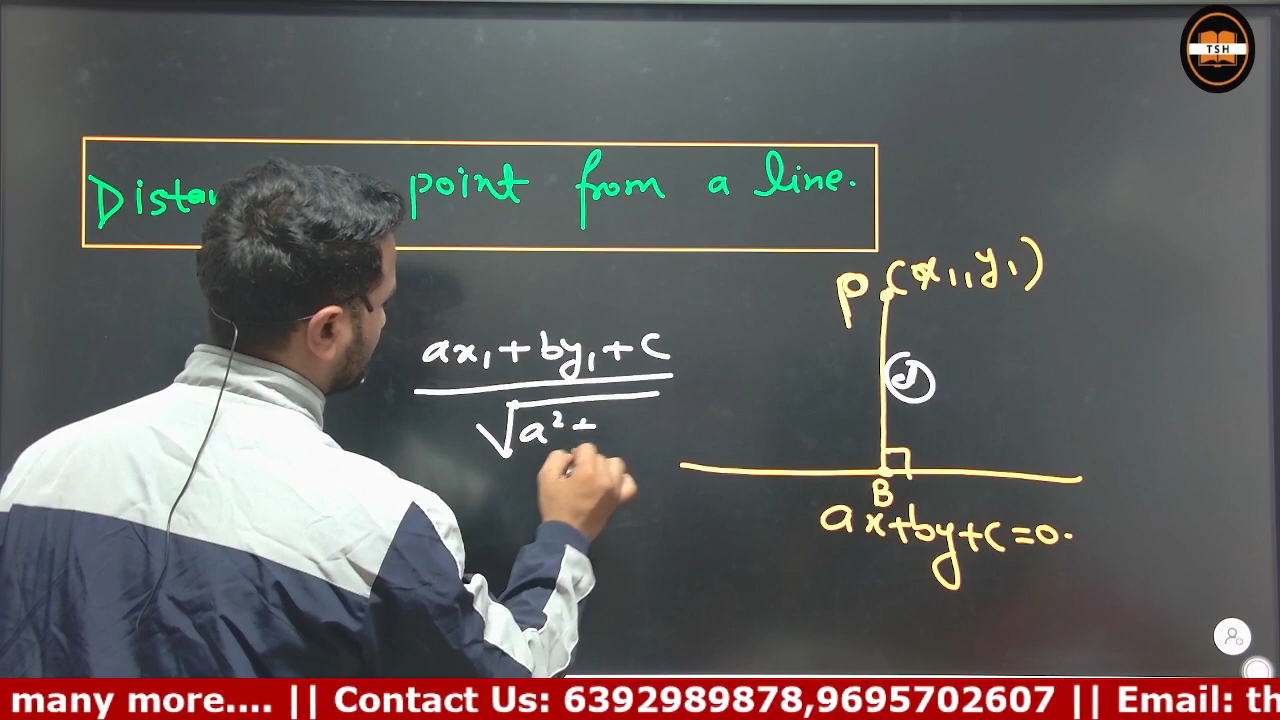 TSH
point from a line.
P (x₁, y₁)
ax₁ + by₁ + c
√a² +
d
B
ax+by+c=0.
many more.... || Contact Us: 6392989878,9695702607 || Email: th